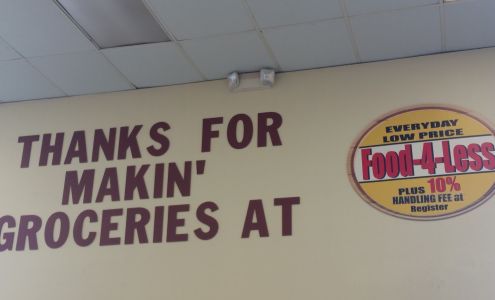 THANKS FOR
MAKIN'
GROCERIES AT
EVERYDAY
LOW PRICE
Food-4-Less
PLUS 10%
HANDLING FEE at
Register